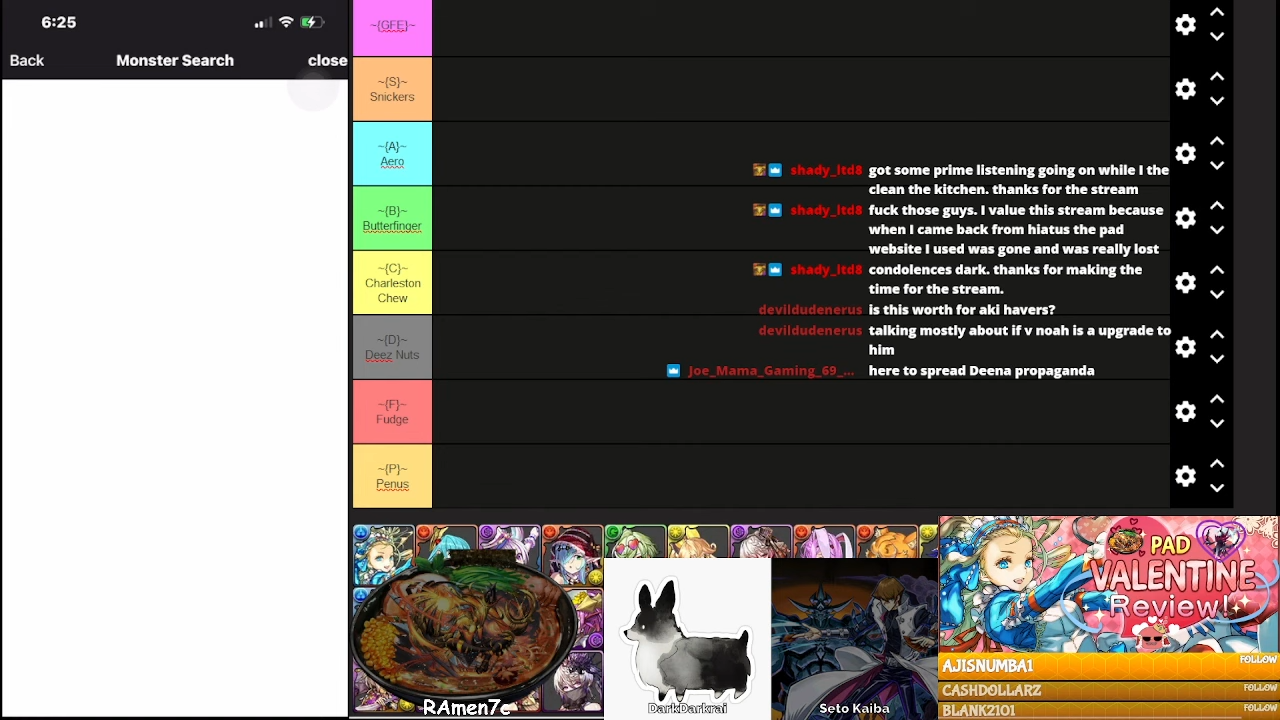 6:25
Back
Monster Search
close
~{GFE}~
~{S}~
Snickers
~{A}~
Aero
~{B}~
Butterfinger
~{C}~
Charleston
Chew
~{D}~
Deez Nuts
~{F}~
Fudge
~{P}~
Penus
shady_ltd8 got some prime listening going on while I the
clean the kitchen. thanks for the stream
shady_ltd8 fuck those guys. I value this stream because
when I came back from hiatus the pad
website I used was gone and was really lost
shady_ltd8 condolences dark. thanks for making the
time for the stream.
devildudenerus is this worth for aki havers?
devildudenerus talking mostly about if v noah is a upgrade to
him
Joe_Mama_Gaming_69_... here to spread Deena propaganda
RAmen7c
DarkDarkrai
Seto Kaiba
PAD
VALENTINE
Review!
AJISNUMBA1 FOLLOW
CASHDOLLARZ FOLLOW
BLANK2101 FOLLOW